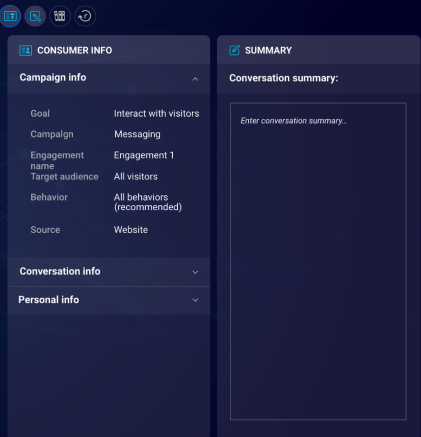 CONSUMER INFO
Campaign info
Goal Interact with visitors
Campaign Messaging
Engagement name Engagement 1
Target audience All visitors
Behavior All behaviors
(recommended)
Source Website
Conversation info
Personal info
SUMMARY
Conversation summary:
Enter conversation summary...